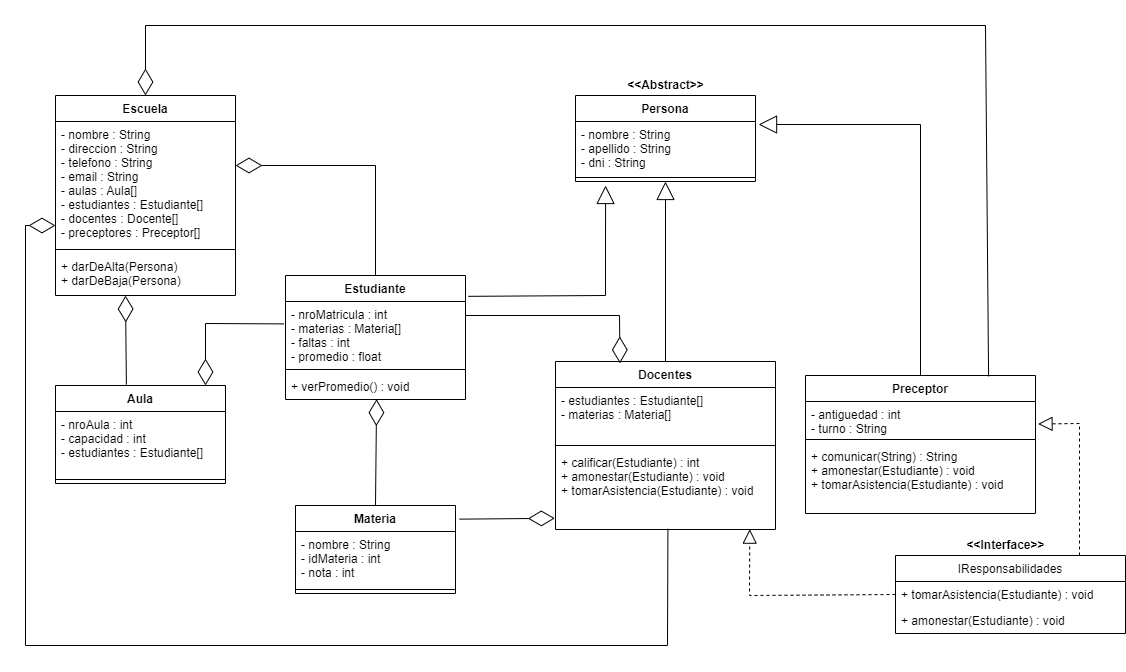 Escuela
- nombre : String
- direccion : String
- telefono : String
- email : String
- aulas : Aula[]
- estudiantes : Estudiante[]
- docentes : Docente[]
- preceptores : Preceptor[]
+ darDeAlta(Persona)
+ darDeBaja(Persona)
<<Abstract>>
Persona
- nombre : String
- apellido : String
- dni : String
Estudiante
- nroMatricula : int
- materias : Materia[]
- faltas : int
- promedio : float
+ verPromedio() : void
Docentes
- estudiantes : Estudiante[]
- materias : Materia[]
+ calificar(Estudiante) : int
+ amonestar(Estudiante) : void
+ tomarAsistencia(Estudiante) : void
Preceptor
- antiguedad : int
- turno : String
+ comunicar(String) : String
+ amonestar(Estudiante) : void
+ tomarAsistencia(Estudiante) : void
Aula
- nroAula : int
- capacidad : int
- estudiantes : Estudiante[]
Materia
- nombre : String
- idMateria : int
- nota : int
<<Interface>>
IResponsabilidades
+ tomarAsistencia(Estudiante) : void
+ amonestar(Estudiante) : void